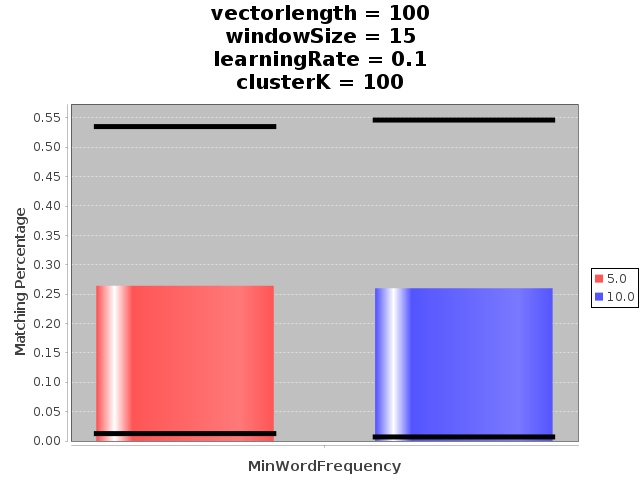 vectorlength = 100
windowSize = 15
learningRate = 0.1
clusterK = 100
Matching Percentage
0.55
0.50
0.45
0.40
0.35
0.30
0.25
0.20
0.15
0.10
0.05
0.00
MinWordFrequency
5.0
10.0